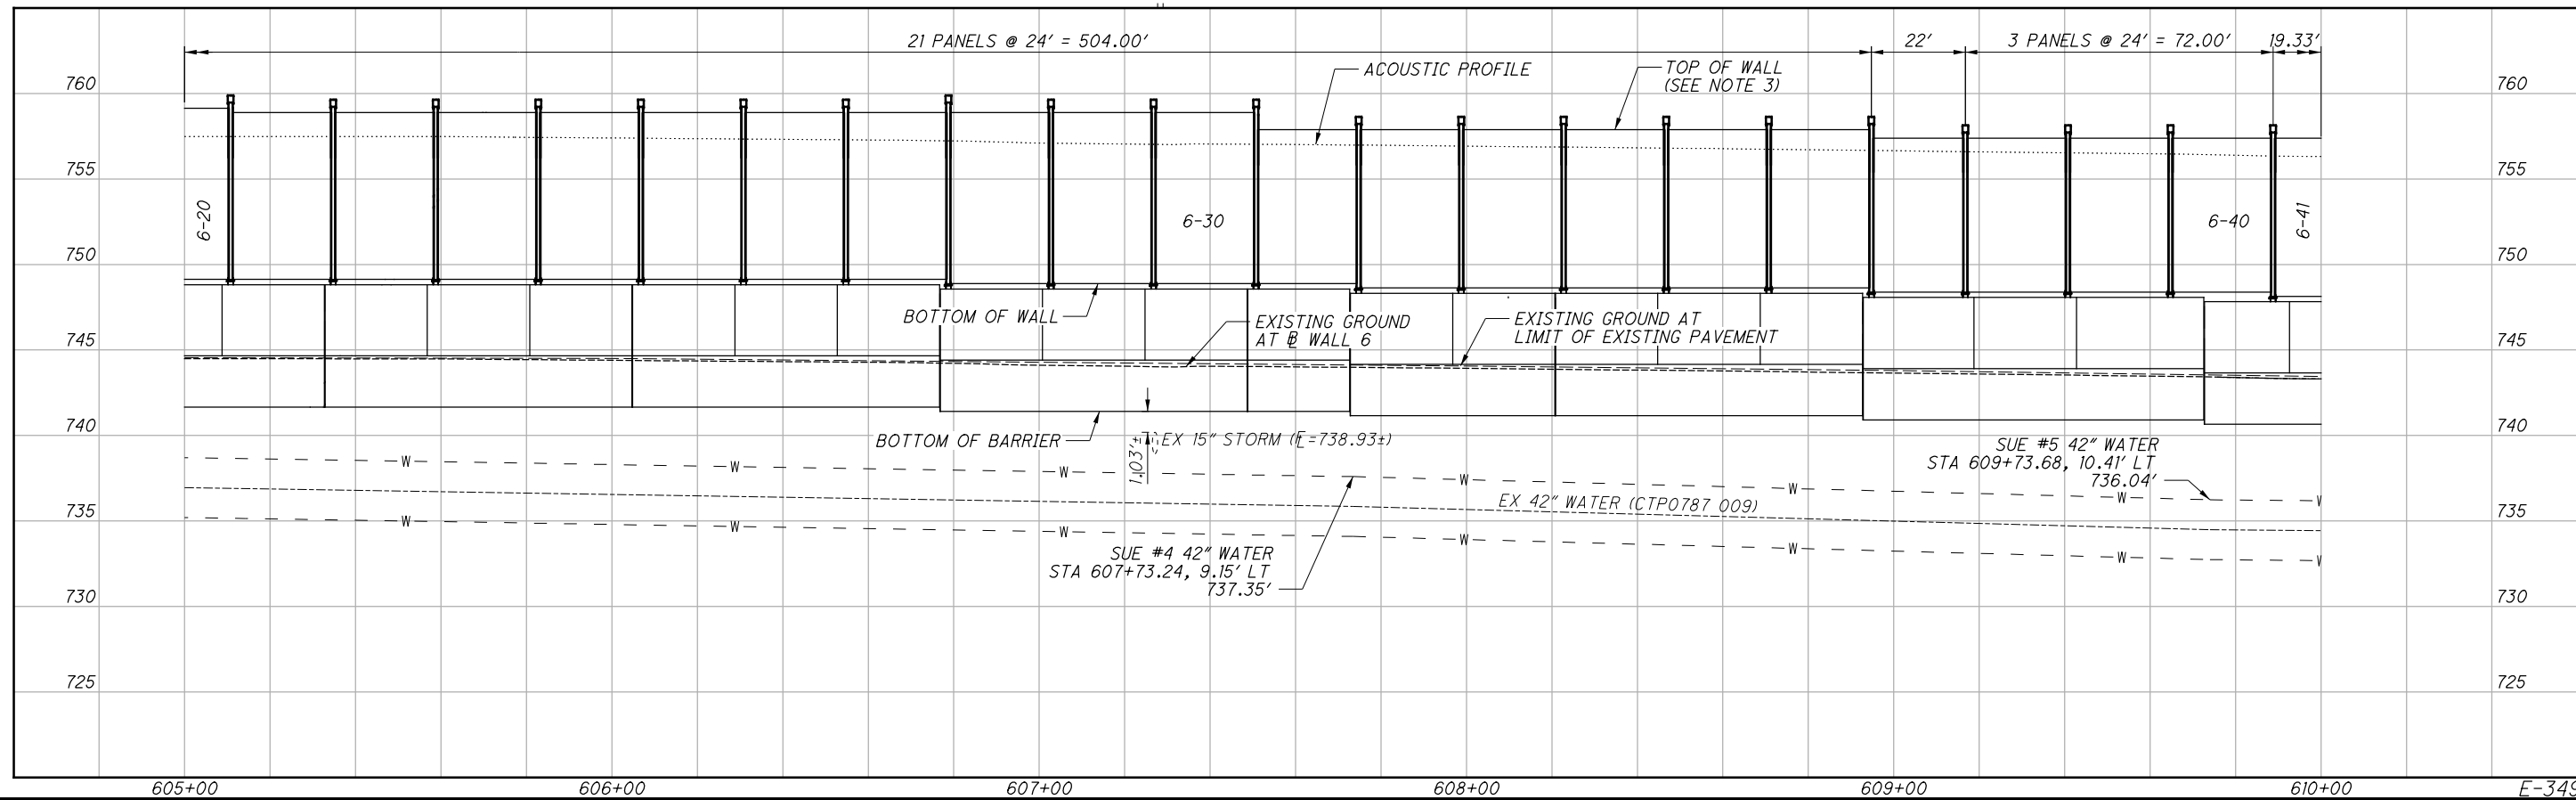 21 PANELS @ 24' = 504.00'
22'
3 PANELS @ 24' = 72.00'
19.33'
ACOUSTIC PROFILE
TOP OF WALL
(SEE NOTE 3)
760
760
755
755
6-20
6-30
6-40
6-41
750
750
BOTTOM OF WALL
EXISTING GROUND
AT B WALL 6
EXISTING GROUND AT
LIMIT OF EXISTING PAVEMENT
745
745
740
740
BOTTOM OF BARRIER
1.03'±
EX 15" STORM (FL=738.93±)
SUE #5 42" WATER
STA 609+73.68, 10.41' LT
736.04'
W W W W W W W
EX 42" WATER (CTP0787 009)
735
735
W W W W W W W
SUE #4 42" WATER
STA 607+73.24, 9.15' LT
737.35'
730
730
725
725
605+00
606+00
607+00
608+00
609+00
610+00